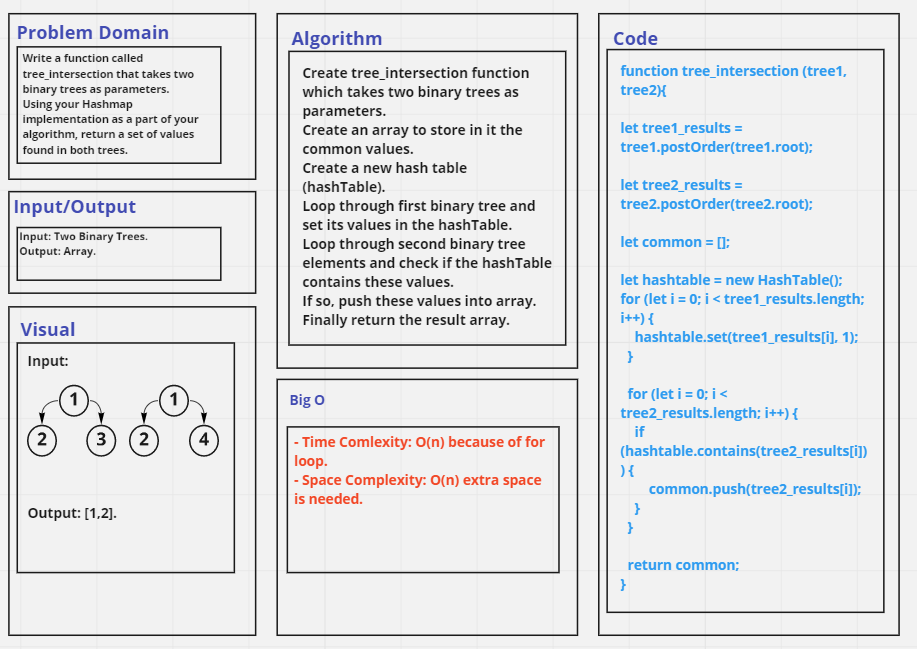 Problem Domain
Write a function called
tree_intersection that takes two
binary trees as parameters.
Using your Hashmap
implementation as a part of your
algorithm, return a set of values
found in both trees.
Input/Output
Input: Two Binary Trees.
Output: Array.
Visual
Input:
1 1
2 3 2 4
Output: [1,2].
Algorithm
Create tree_intersection function
which takes two binary trees as
parameters.
Create an array to store in it the
common values.
Create a new hash table
(hashTable).
Loop through first binary tree and
set its values in the hashTable.
Loop through second binary tree
elements and check if the hashTable
contains these values.
If so, push these values into array.
Finally return the result array.
Big O
- Time Comlexity: O(n) because of for
loop.
- Space Complexity: O(n) extra space
is needed.
Code
function tree_intersection (tree1,
tree2){
let tree1_results =
tree1.postOrder(tree1.root);
let tree2_results =
tree2.postOrder(tree2.root);
let common = [];
let hashtable = new HashTable();
for (let i = 0; i < tree1_results.length;
i++) {
hashtable.set(tree1_results[i], 1);
}
for (let i = 0; i <
tree2_results.length; i++) {
if
(hashtable.contains(tree2_results[i])
) {
common.push(tree2_results[i]);
}
}
return common;
}